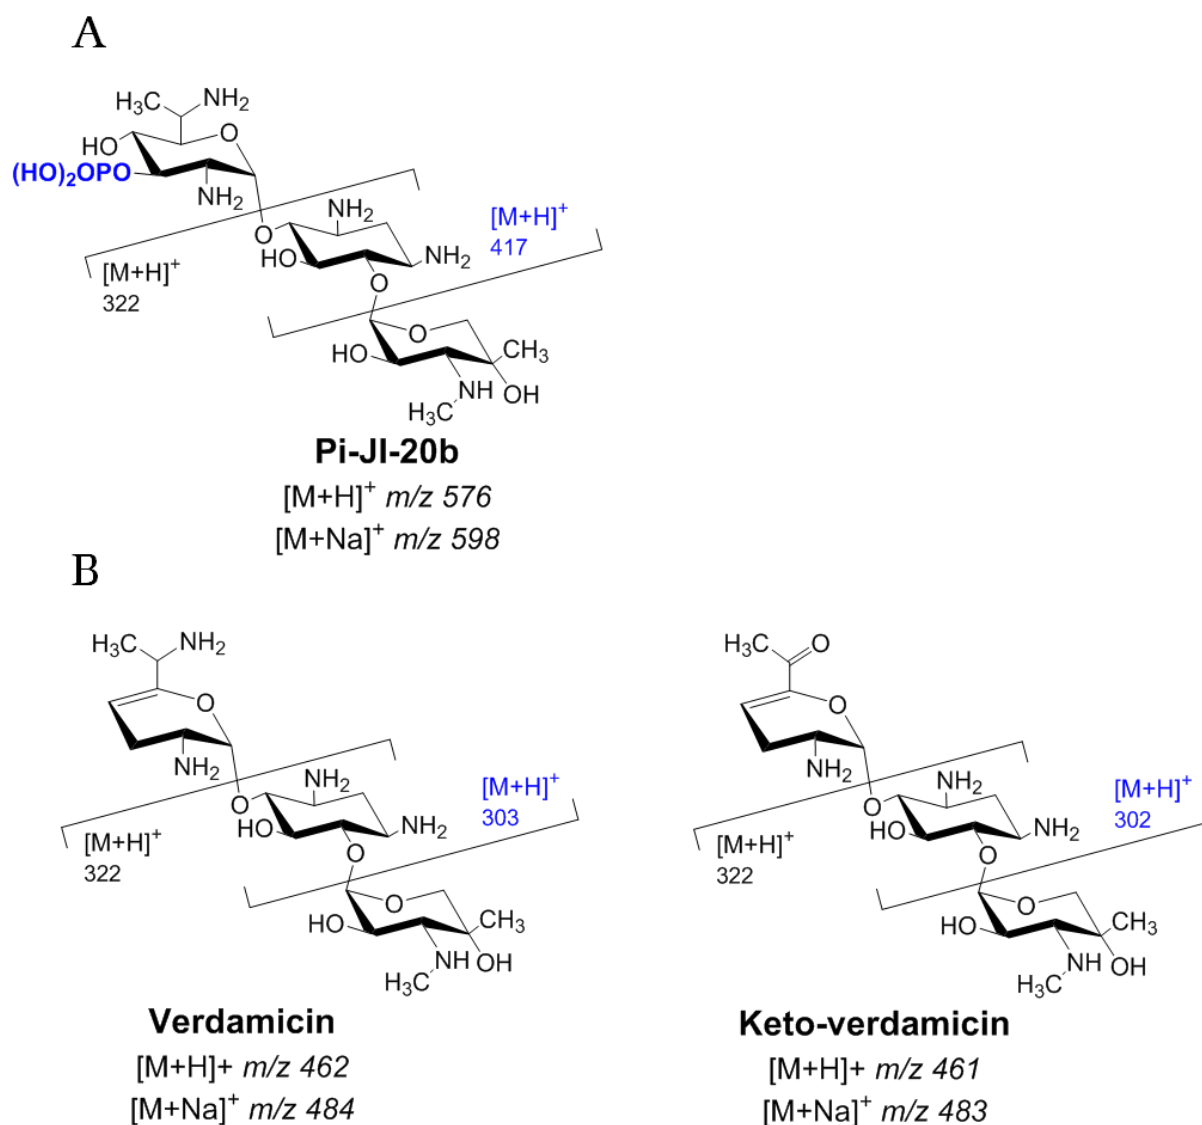 A
H₃C NH₂
O
HO
(HO)₂OPO
NH₂
NH₂
[M+H]⁺
417
O
HO
NH₂
[M+H]⁺
322
O
O
HO
CH₃
NH
OH
H₃C
Pi-JI-20b
[M+H]⁺ m/z 576
[M+Na]⁺ m/z 598
B
H₃C NH₂
O
NH₂
NH₂
[M+H]⁺
303
O
HO
NH₂
[M+H]⁺
322
O
O
HO
CH₃
NH
OH
H₃C
Verdamicin
[M+H]+ m/z 462
[M+Na]⁺ m/z 484
H₃C O
O
NH₂
NH₂
[M+H]⁺
302
O
HO
NH₂
[M+H]⁺
322
O
O
HO
CH₃
NH
OH
H₃C
Keto-verdamicin
[M+H]+ m/z 461
[M+Na]⁺ m/z 483